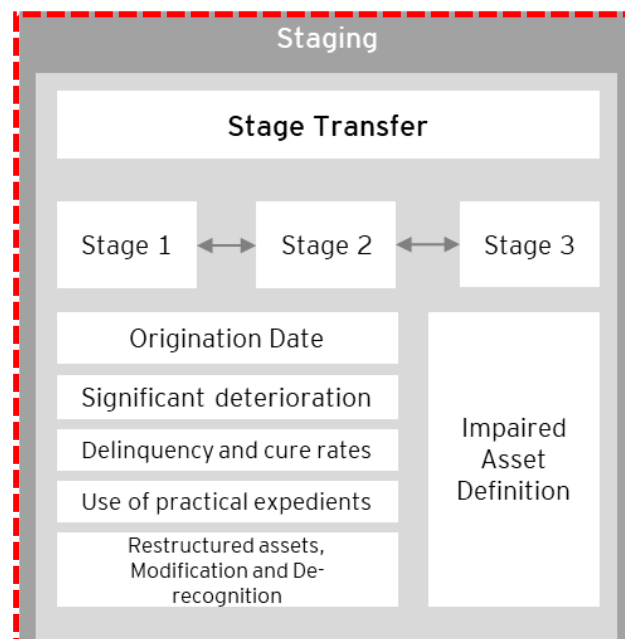 Staging
Stage Transfer
Stage 1
Stage 2
Stage 3
Origination Date
Significant deterioration
Delinquency and cure rates
Use of practical expedients
Restructured assets,
Modification and De-
recognition
Impaired
Asset
Definition